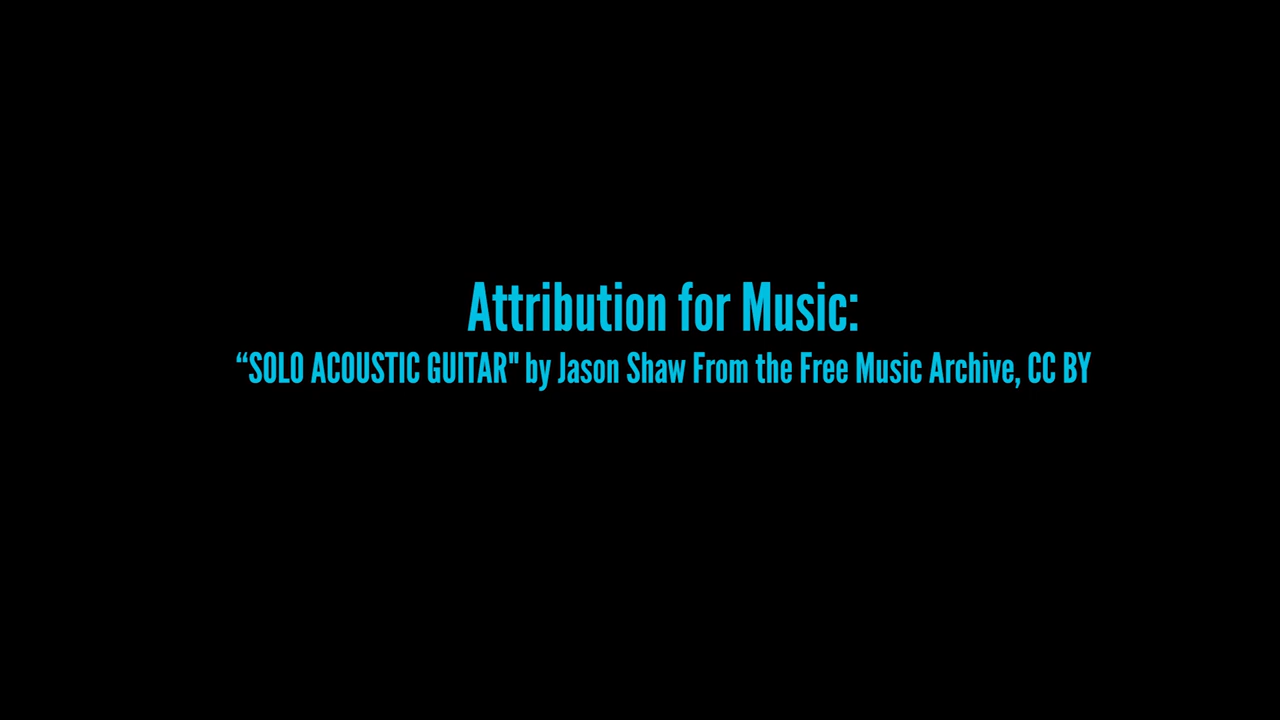 Attribution for Music:
“SOLO ACOUSTIC GUITAR" by Jason Shaw From the Free Music Archive, CC BY